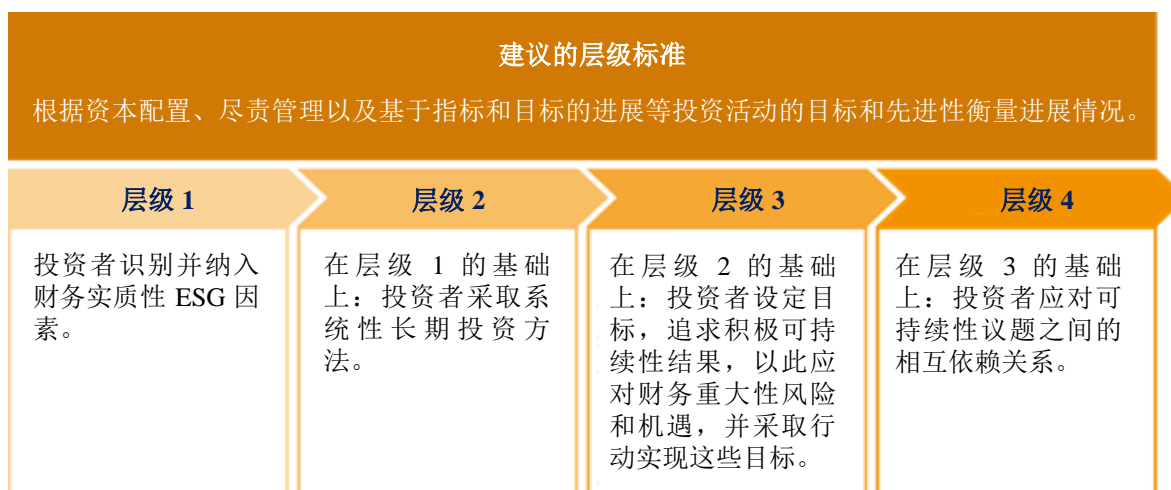 建议的层级标准
根据资本配置、尽责管理以及基于指标和目标的进展等投资活动的目标和先进性衡量进展情况。
层级 1
层级 2
层级 3
层级 4
投资者识别并纳入
财务实质性 ESG 因
素。
在层级 1 的基础
上：投资者采取系
统性长期投资方
法。
在层级 2 的基础
上：投资者设定目
标，追求积极可持
续性结果，以此应
对财务重大性风险
和机遇，并采取行
动实现这些目标。
在层级 3 的基础
上：投资者应对可
持续性议题之间的
相互依赖关系。